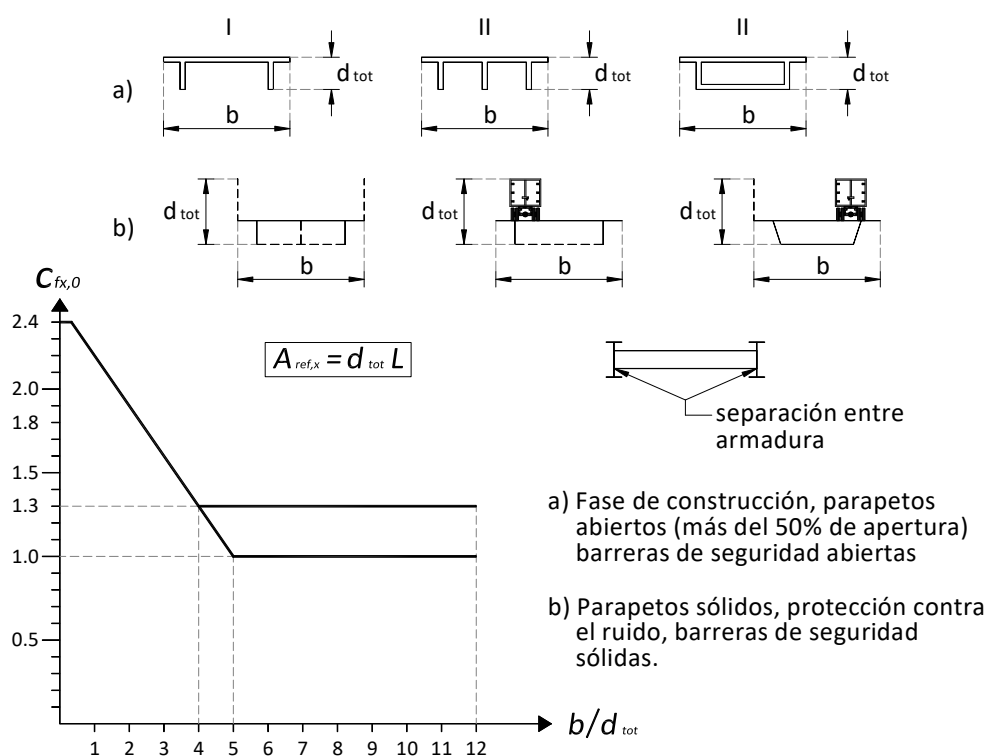 I II II
a) d tot d tot d tot
b b b
b) d tot d tot d tot
b b b
C fx,0
2.4
2.0
1.8
1.5
1.3
1.0
0.5
A ref,x = d tot L
separación entre
armadura
a) Fase de construcción, parapetos
abiertos (más del 50% de apertura)
barreras de seguridad abiertas
b) Parapetos sólidos, protección contra
el ruido, barreras de seguridad
sólidas.
1 2 3 4 5 6 7 8 9 10 11 12
b/d tot